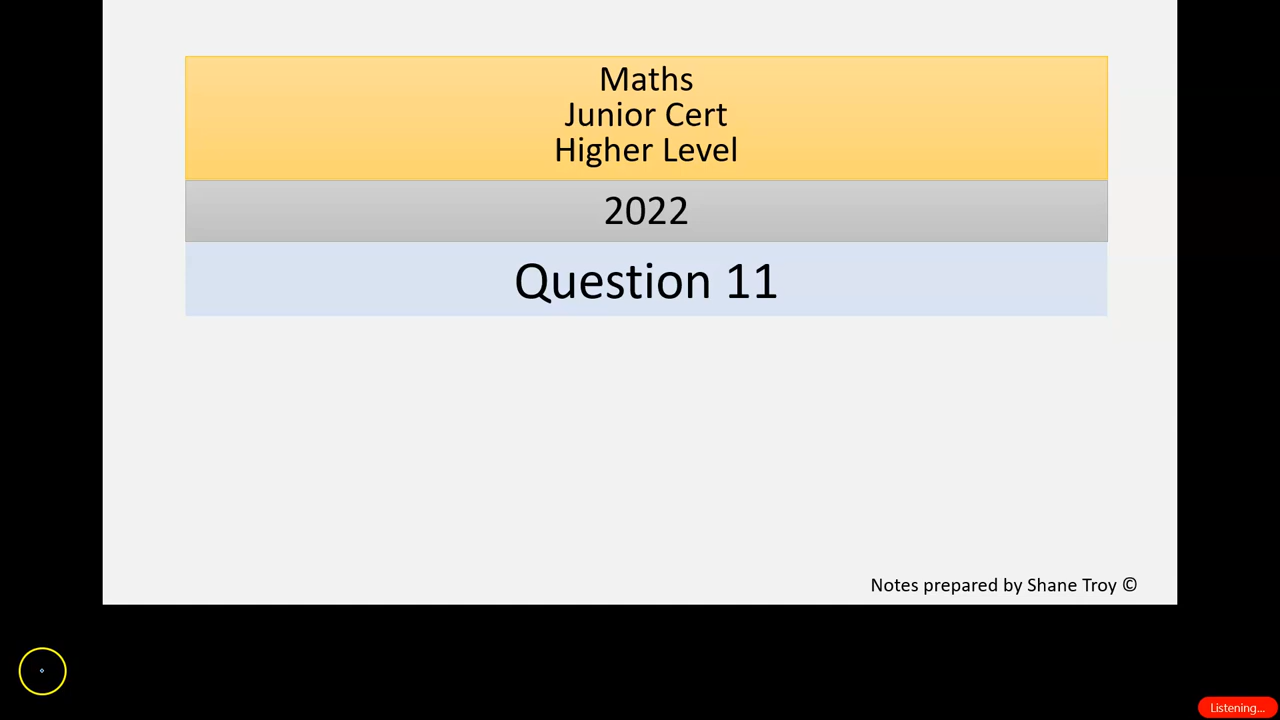 Maths
Junior Cert
Higher Level
2022
Question 11
Notes prepared by Shane Troy ©
Listening...